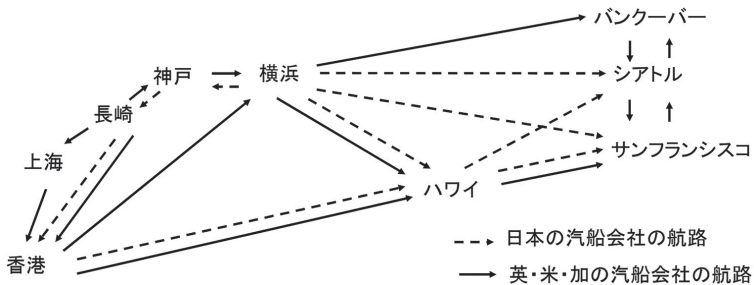 バンクーバー
神戸
横浜
シアトル
長崎
上海
サンフランシスコ
ハワイ
香港
日本の汽船会社の航路
英・米・加の汽船会社の航路